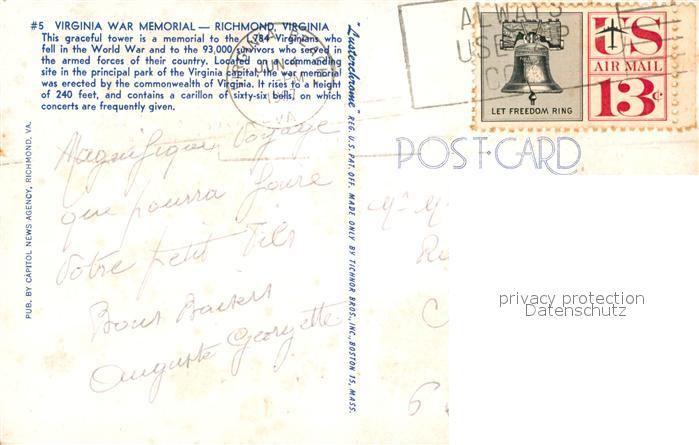 #5 VIRGINIA WAR MEMORIAL — RICHMOND, VIRGINIA
This graceful tower is a memorial to the 1,784 Virginians who
fell in the World War and to the 93,000 survivors who served in
the armed forces of their country. Located on a commanding
site in the principal park of the Virginia capital, the war memorial
was erected by the commonwealth of Virginia. It rises to a height
of 240 feet, and contains a carillon of sixty-six bells, on
which concerts are frequently given.
PUB. BY CAPITOL NEWS AGENCY, RICHMOND, VA.
Magnifique Voyage
que pourra faire
Votre petit fils
Bons Baisers
Auguste Georgette
"Lusterchrome" REG. U.S. PAT. OFF. MADE ONLY BY TICHNOR BROS., INC., BOSTON 15, MASS.
JUN
VA
ALWAYS
USE
LET FREEDOM RING
US
AIR MAIL
13c
POST-CARD
privacy protection
Datenschutz